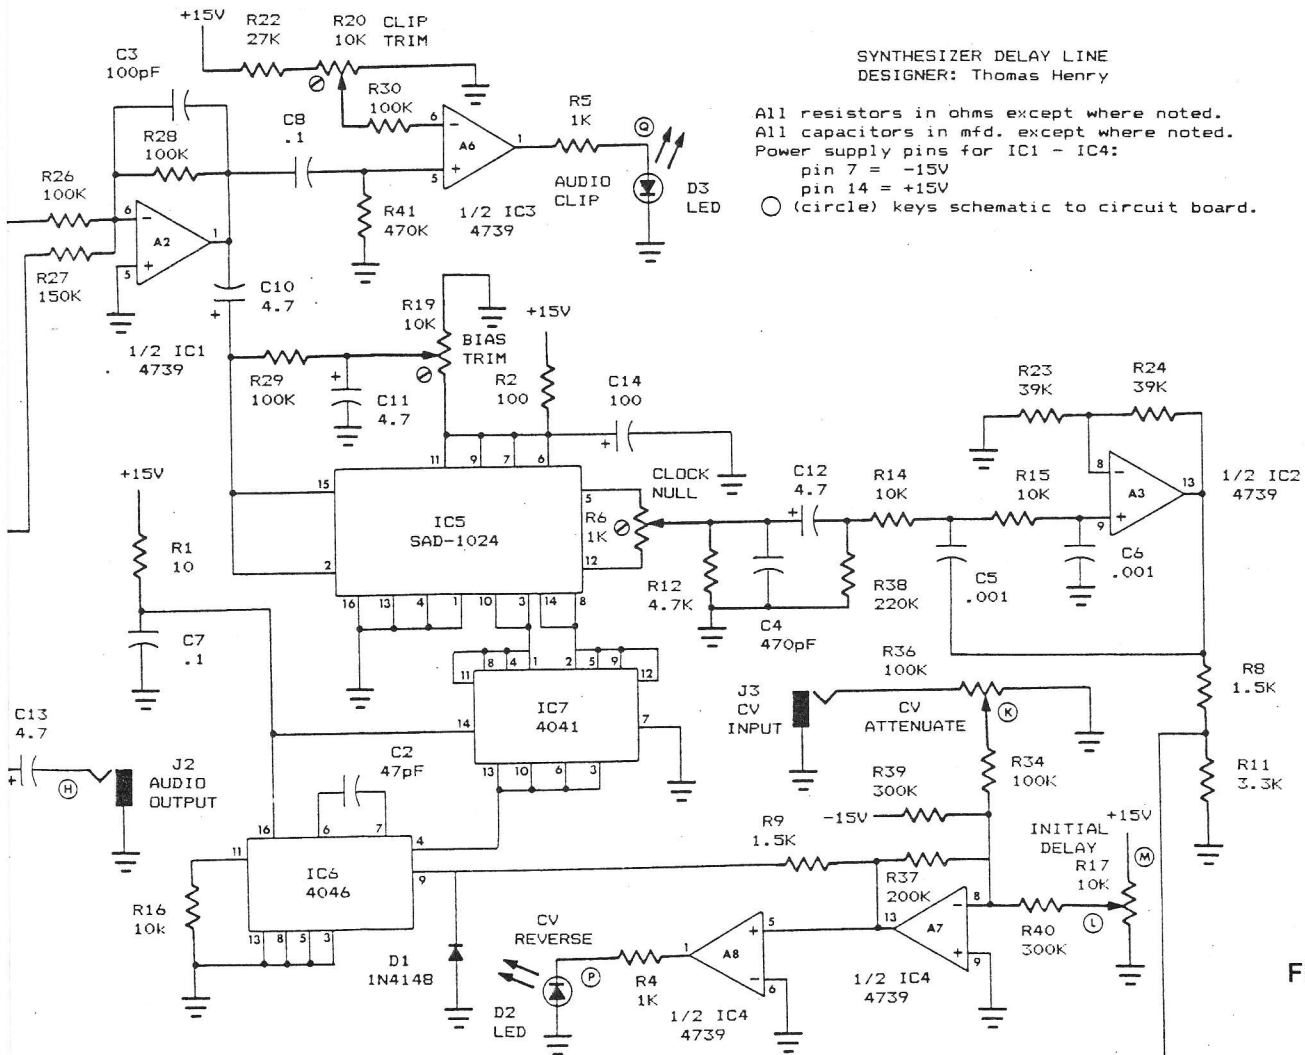 +15V
R22
27K
R20
10K
CLIP
TRIM
C3
100pF
R30
100K
6
5
1
A6
C8
.1
R5
1K
Q
D3
LED
AUDIO
CLIP
1/2 IC3
4739
R41
470K
R28
100K
R26
100K
R27
150K
6
5
1
A2
1/2 IC1
4739
C10
4.7
+
SYNTHESIZER DELAY LINE
DESIGNER: Thomas Henry
All resistors in ohms except where noted.
All capacitors in mfd. except where noted.
Power supply pins for IC1 - IC4:
pin 7 = -15V
pin 14 = +15V
(circle) keys schematic to circuit board.
R19
10K
BIAS
TRIM
+15V
R2
100
C14
100
+
R29
100K
+
C11
4.7
11
9
7
6
15
2
IC5
SAD-1024
5
12
16
13
4
1
10
3
14
8
CLOCK
NULL
R6
1K
R12
4.7K
C4
470pF
C12
4.7
+
R38
220K
R14
10K
R15
10K
C5
.001
C6
.001
R23
39K
R24
39K
8
9
13
A3
1/2 IC2
4739
+15V
R1
10
C7
.1
8
4
1
2
5
9
11
12
IC7
4041
14
7
13
10
6
3
C13
4.7
+
H
J2
AUDIO
OUTPUT
C2
47pF
16
6
7
11
4
9
IC6
4046
13
8
5
3
R16
10k
D1
1N4148
J3
CV
INPUT
R36
100K
CV
ATTENUATE
K
R34
100K
R39
300K
-15V
R9
1.5K
R37
200K
R8
1.5K
R11
3.3K
+15V
INITIAL
DELAY
M
R17
10K
L
R40
300K
8
9
13
A7
1/2 IC4
4739
5
6
1
A8
1/2 IC4
4739
R4
1K
P
CV
REVERSE
D2
LED
F